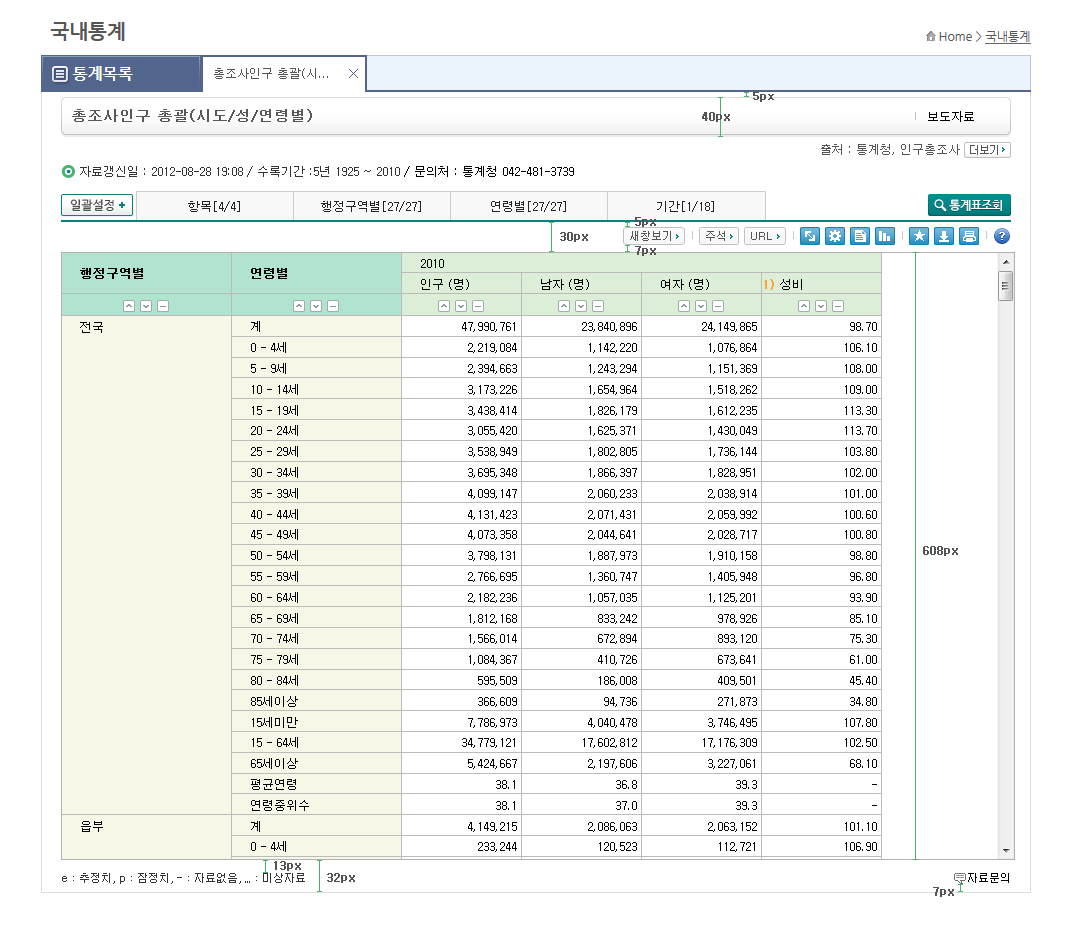 국내통계
Home > 국내통계
통계목록 총조사인구 총괄(시... ×
5px
총조사인구 총괄(시도/성/연령별) 40px 보도자료
출처 : 통계청, 인구총조사 더보기
자료갱신일 : 2012-08-28 19:08 / 수록기간 :5년 1925 ~ 2010 / 문의처 : 통계청 042-481-3739
일괄설정 + 항목[4/4] 행정구역별[27/27] 연령별[27/27] 기간[1/18] 통계표조회
5px
30px 새창보기 주석 URL ?
7px
행정구역별 연령별 2010
인구 (명) 남자 (명) 여자 (명) 1) 성비
전국 계 47,990,761 23,840,896 24,149,865 98.70
0 - 4세 2,219,084 1,142,220 1,076,864 106.10
5 - 9세 2,394,663 1,243,294 1,151,369 108.00
10 - 14세 3,173,226 1,654,964 1,518,262 109.00
15 - 19세 3,438,414 1,826,179 1,612,235 113.30
20 - 24세 3,055,420 1,625,371 1,430,049 113.70
25 - 29세 3,538,949 1,802,805 1,736,144 103.80
30 - 34세 3,695,348 1,866,397 1,828,951 102.00
35 - 39세 4,099,147 2,060,233 2,038,914 101.00
40 - 44세 4,131,423 2,071,431 2,059,992 100.60
45 - 49세 4,073,358 2,044,641 2,028,717 100.80
50 - 54세 3,798,131 1,887,973 1,910,158 98.80
608px
55 - 59세 2,766,695 1,360,747 1,405,948 96.80
60 - 64세 2,182,236 1,057,035 1,125,201 93.90
65 - 69세 1,812,168 833,242 978,926 85.10
70 - 74세 1,566,014 672,894 893,120 75.30
75 - 79세 1,084,367 410,726 673,641 61.00
80 - 84세 595,509 186,008 409,501 45.40
85세이상 366,609 94,736 271,873 34.80
15세미만 7,786,973 4,040,478 3,746,495 107.80
15 - 64세 34,779,121 17,602,812 17,176,309 102.50
65세이상 5,424,667 2,197,606 3,227,061 68.10
평균연령 38.1 36.8 39.3 -
연령중위수 38.1 37.0 39.3 -
읍부 계 4,149,215 2,086,063 2,063,152 101.10
0 - 4세 233,244 120,523 112,721 106.90
13px
e : 추정치, p : 잠정치, - : 자료없음, ... : 미상자료 32px 자료문의
7px